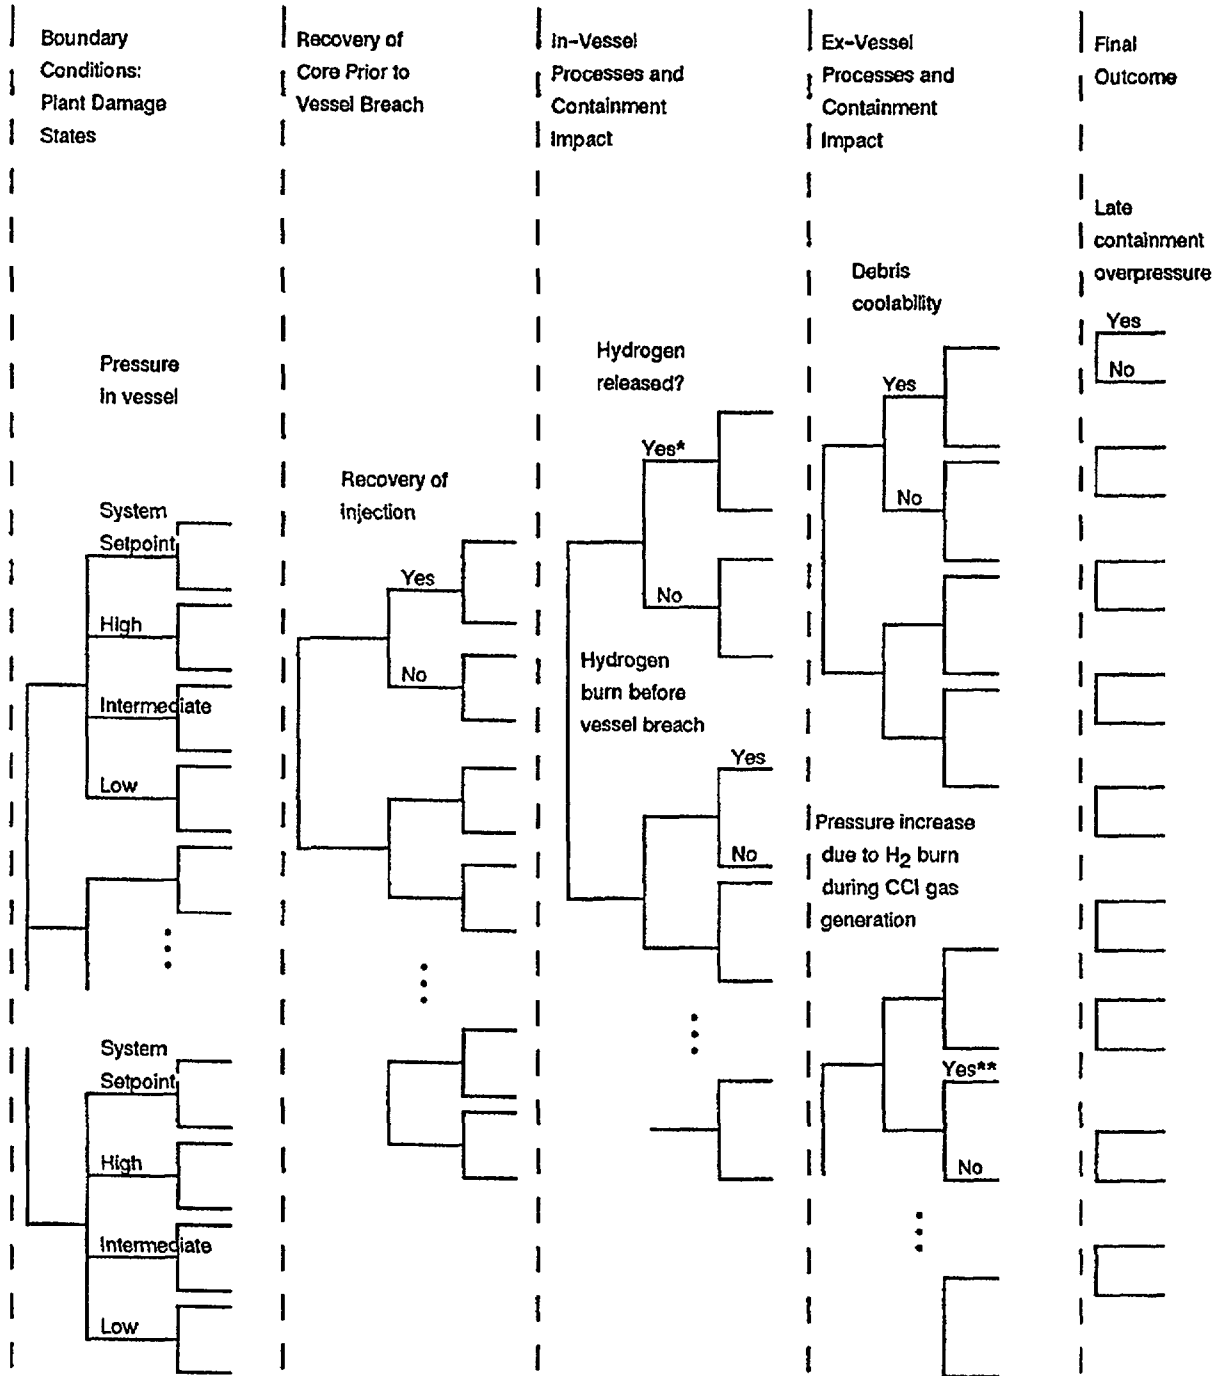 Boundary
Conditions:
Plant Damage
States
Recovery of
Core Prior to
Vessel Breach
In-Vessel
Processes and
Containment
Impact
Ex-Vessel
Processes and
Containment
Impact
Final
Outcome
Pressure
in vessel
System
Setpoint
High
Intermediate
Low
System
Setpoint
High
Intermediate
Low
Recovery of
injection
Yes
No
Hydrogen
released?
Yes*
No
Hydrogen
burn before
vessel breach
Yes
No
Debris
coolability
Yes
No
Pressure increase
due to H2 burn
during CCI gas
generation
Yes**
No
Late
containment
overpressure
Yes
No